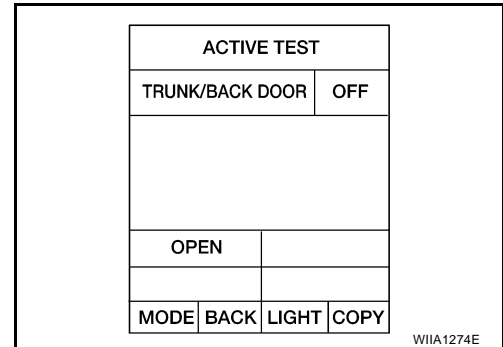 ACTIVE TEST
TRUNK/BACK DOOR OFF
OPEN
MODE BACK LIGHT COPY
WIIA1274E